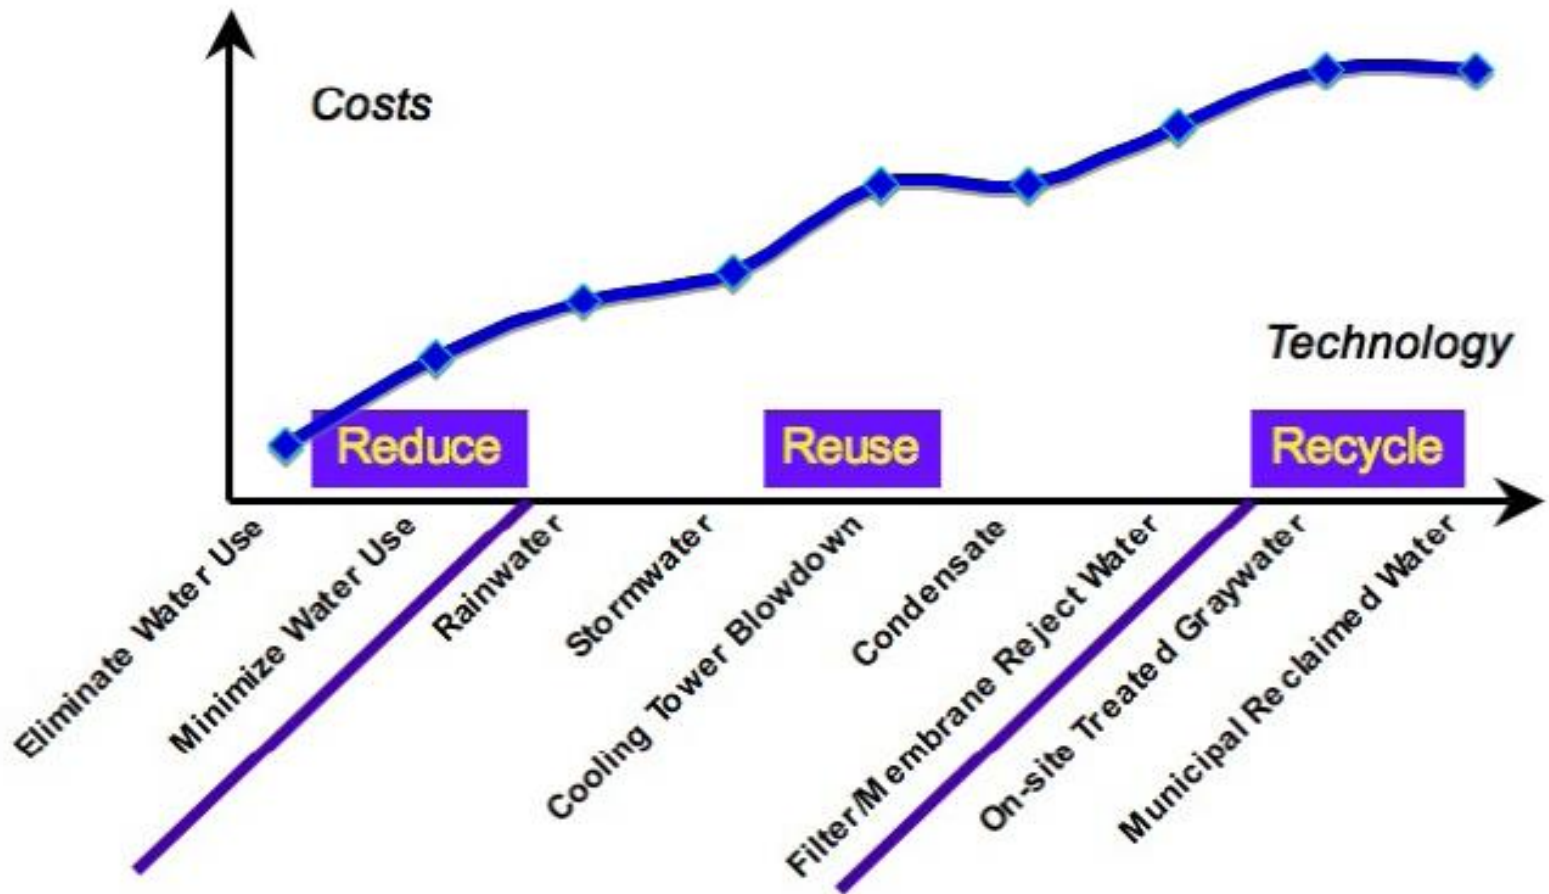 Costs
Technology
Reduce
Reuse
Recycle
Eliminate Water Use
Minimize Water Use
Rainwater
Stormwater
Cooling Tower Blowdown
Condensate
Filter/Membrane Reject Water
On-site Treated Graywater
Municipal Reclaimed Water